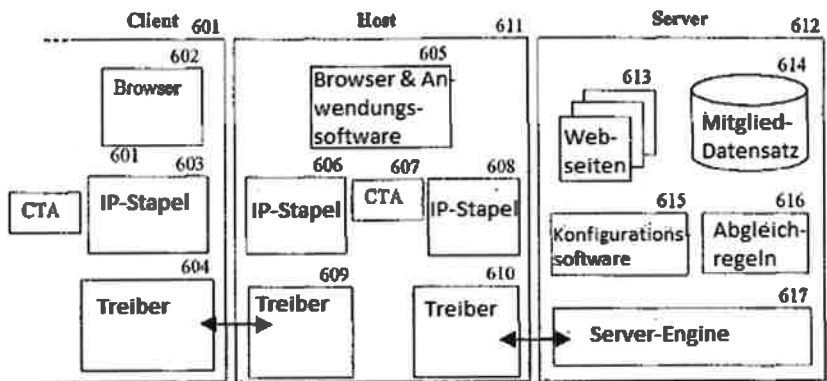 Client
601
602
Browser
601
603
CTA
IP-Stapel
604
Treiber
Host
611
605
Browser & An-
wendungs-
software
606
IP-Stapel
607
CTA
608
IP-Stapel
609
Treiber
610
Treiber
Server
612
613
Web-
seiten
614
Mitglied-
Datensatz
615
Konfigurations
software
616
Abgleich-
regeln
617
Server-Engine